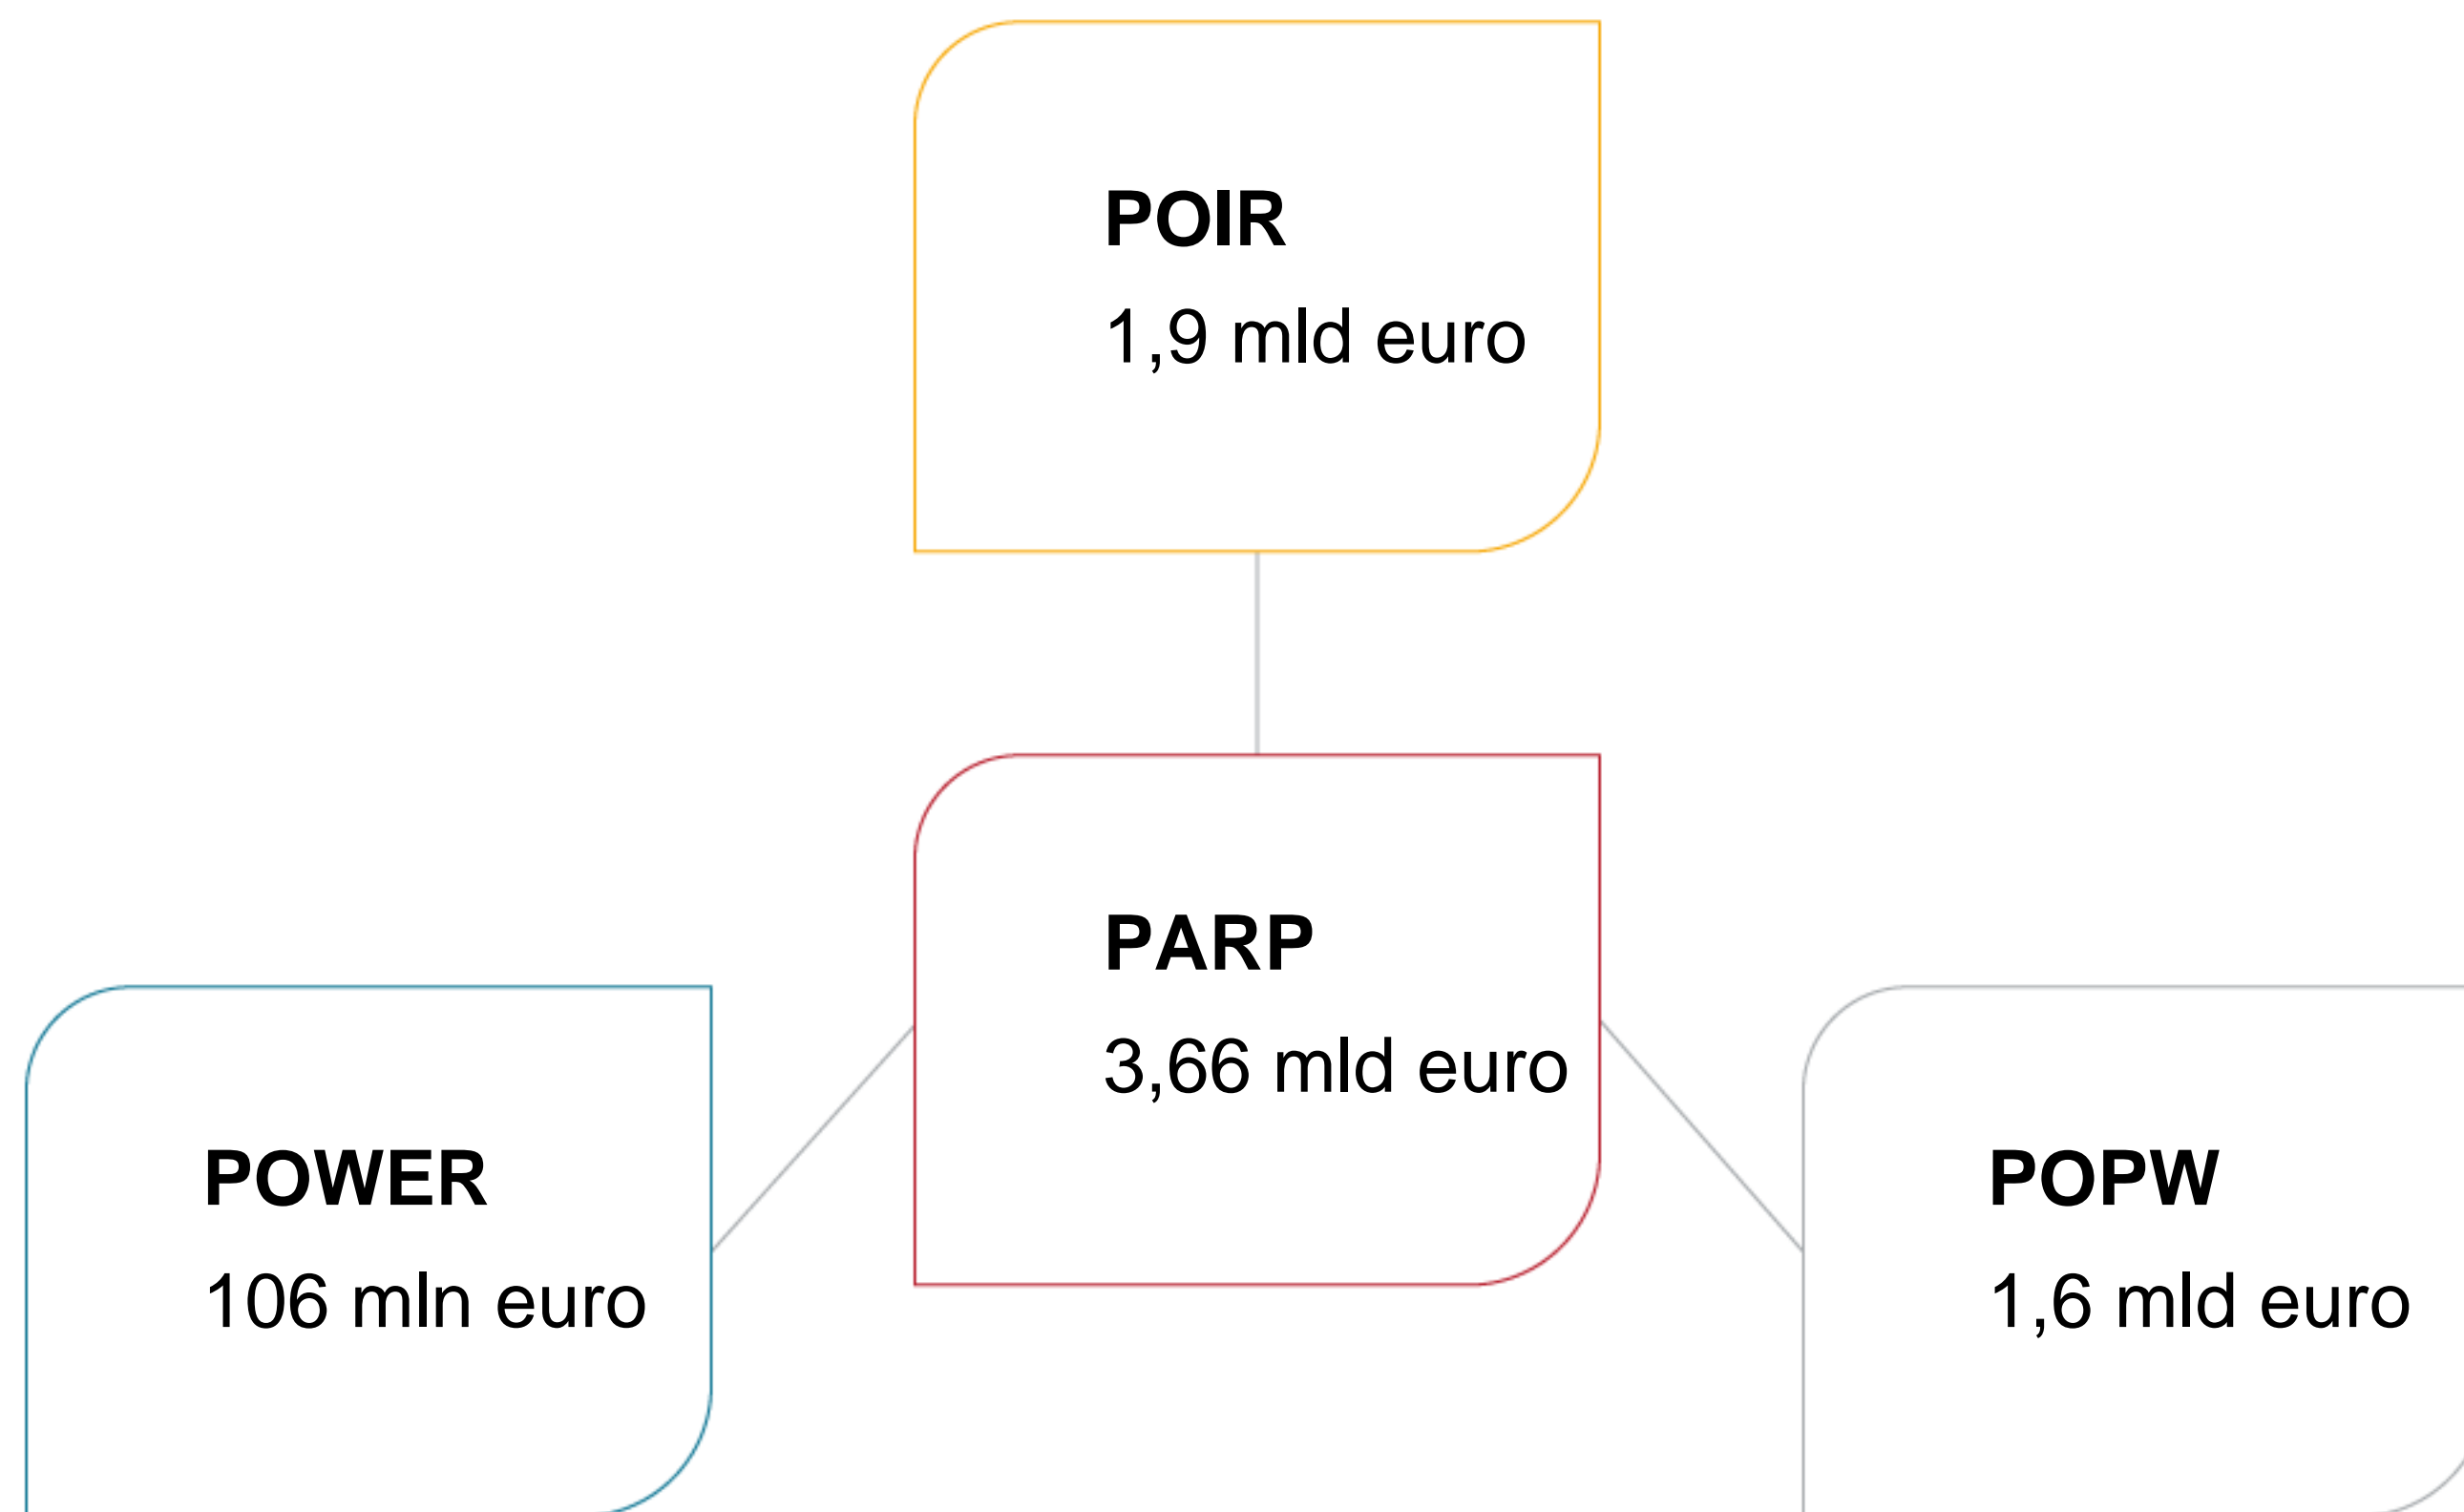 POIR
1,9 mld euro
PARP
3,66 mld euro
POWER
106 mln euro
POPW
1,6 mld euro